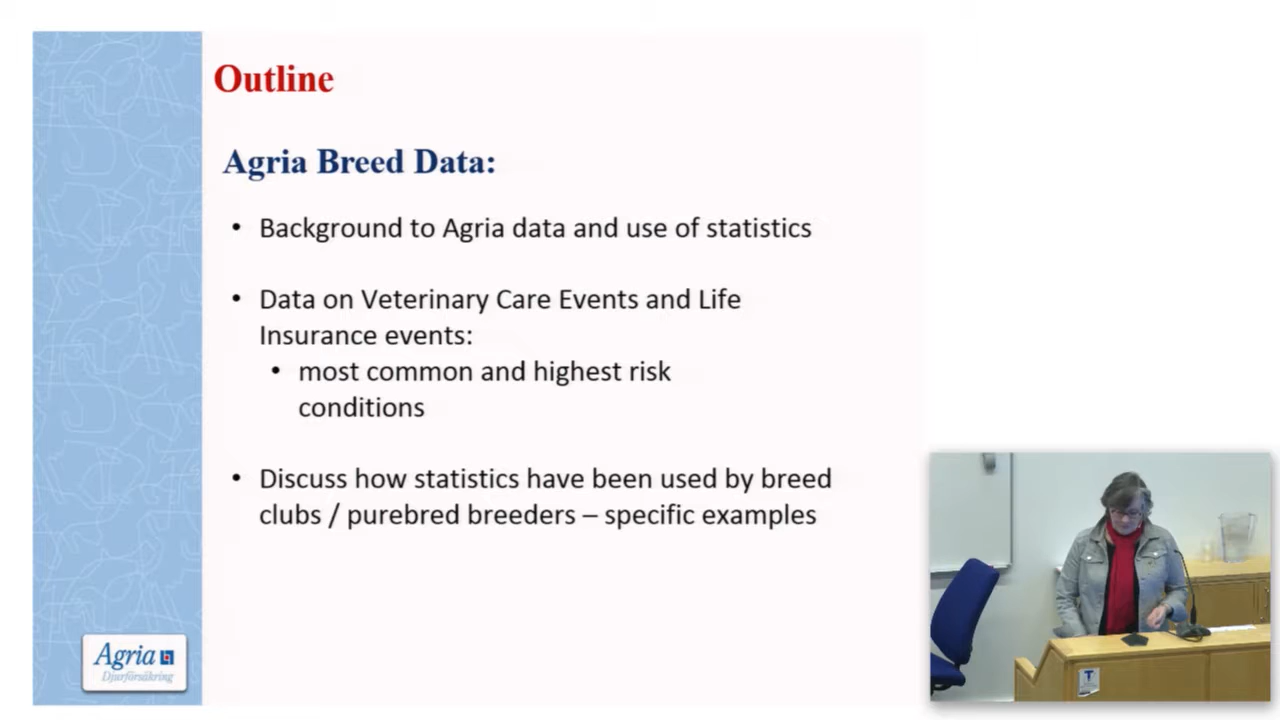 Outline
Agria Breed Data:
• Background to Agria data and use of statistics
• Data on Veterinary Care Events and Life
Insurance events:
• most common and highest risk
conditions
• Discuss how statistics have been used by breed
clubs / purebred breeders – specific examples
Agria
Djurförsäkring
T